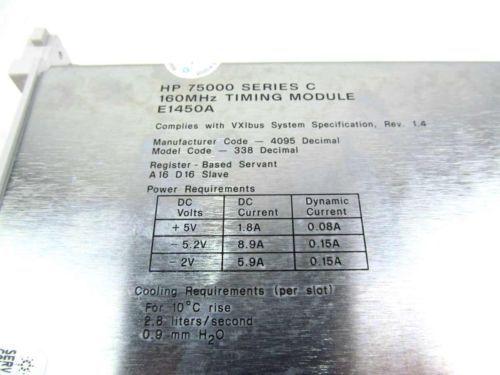 HP 75000 SERIES C
160MHz TIMING MODULE
E1450A
Complies with VXIbus System Specification, Rev. 1.4
Manufacturer Code — 4095 Decimal
Model Code — 338 Decimal
Register - Based Servant
A16 D16 Slave
Power Requirements
DC Volts DC Current Dynamic Current
+ 5V 1.8A 0.08A
- 5.2V 8.9A 0.15A
- 2V 5.9A 0.15A
Cooling Requirements (per slot)
For 10°C rise
2.8 liters/second
0.9 mm H2O
SERV